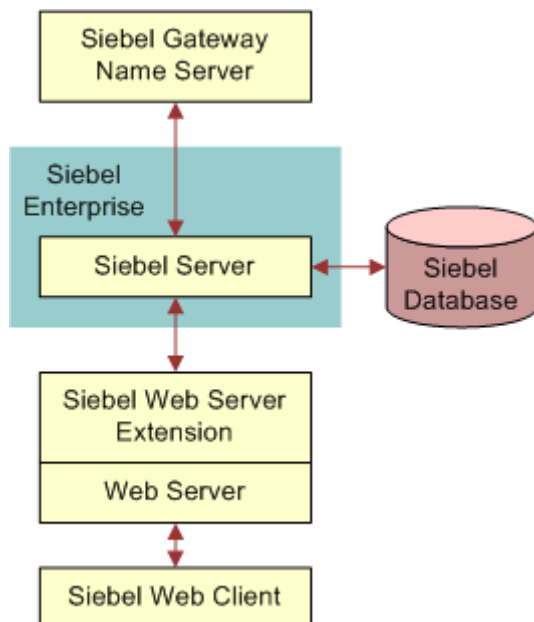 Siebel Gateway
Name Server
Siebel
Enterprise
Siebel Server
Siebel
Database
Siebel Web Server
Extension
Web Server
Siebel Web Client